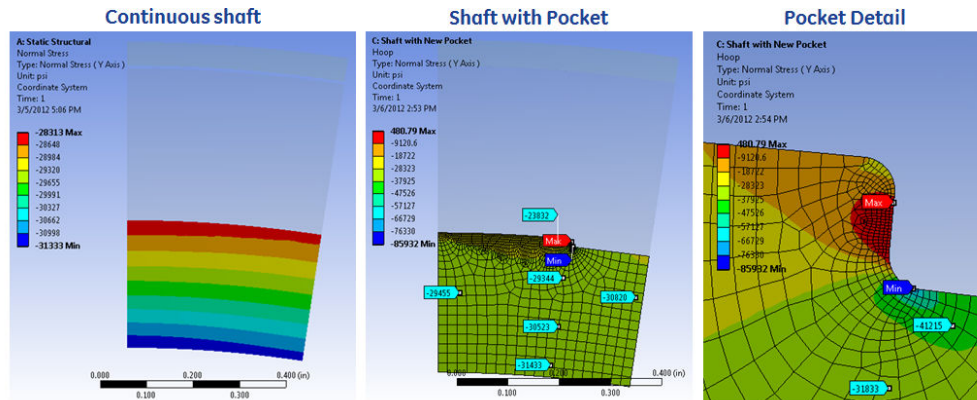 Continuous shaft
A: Static Structural
Normal Stress
Type: Normal Stress ( Y Axis )
Unit: psi
Coordinate System
Time: 1
3/5/2012 5:06 PM
-28313 Max
-28648
-28984
-29320
-29655
-29991
-30327
-30662
-30998
-31333 Min
0.000
0.200
0.400 (in)
0.100
0.300
Shaft with Pocket
C: Shaft with New Pocket
Hoop
Type: Normal Stress ( Y Axis )
Unit: psi
Coordinate System
Time: 1
3/6/2012 2:53 PM
480.79 Max
-9120.6
-18722
-28323
-37925
-47526
-57127
-66729
-76330
-85932 Min
-23832
Max
Min
-29344
-29455
-30820
-30523
-31433
0.000
0.200
0.400 (in)
0.100
0.300
Pocket Detail
C: Shaft with New Pocket
Hoop
Type: Normal Stress ( Y Axis )
Unit: psi
Coordinate System
Time: 1
3/6/2012 2:54 PM
480.79 Max
-9120.6
-18722
-28323
-37925
-47526
-57127
-66729
-76330
-85932 Min
Max
Min
-41215
-31833